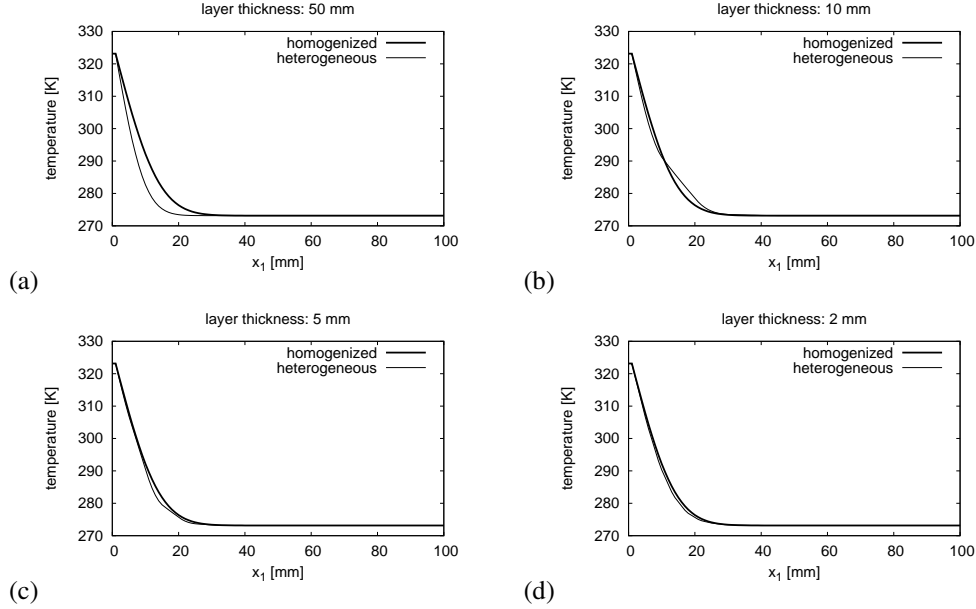 layer thickness: 50 mm
temperature [K]
330
320
310
300
290
280
270
homogenized
heterogeneous
0 20 40 60 80 100
x1 [mm]
(a)
layer thickness: 10 mm
temperature [K]
330
320
310
300
290
280
270
homogenized
heterogeneous
0 20 40 60 80 100
x1 [mm]
(b)
layer thickness: 5 mm
temperature [K]
330
320
310
300
290
280
270
homogenized
heterogeneous
0 20 40 60 80 100
x1 [mm]
(c)
layer thickness: 2 mm
temperature [K]
330
320
310
300
290
280
270
homogenized
heterogeneous
0 20 40 60 80 100
x1 [mm]
(d)